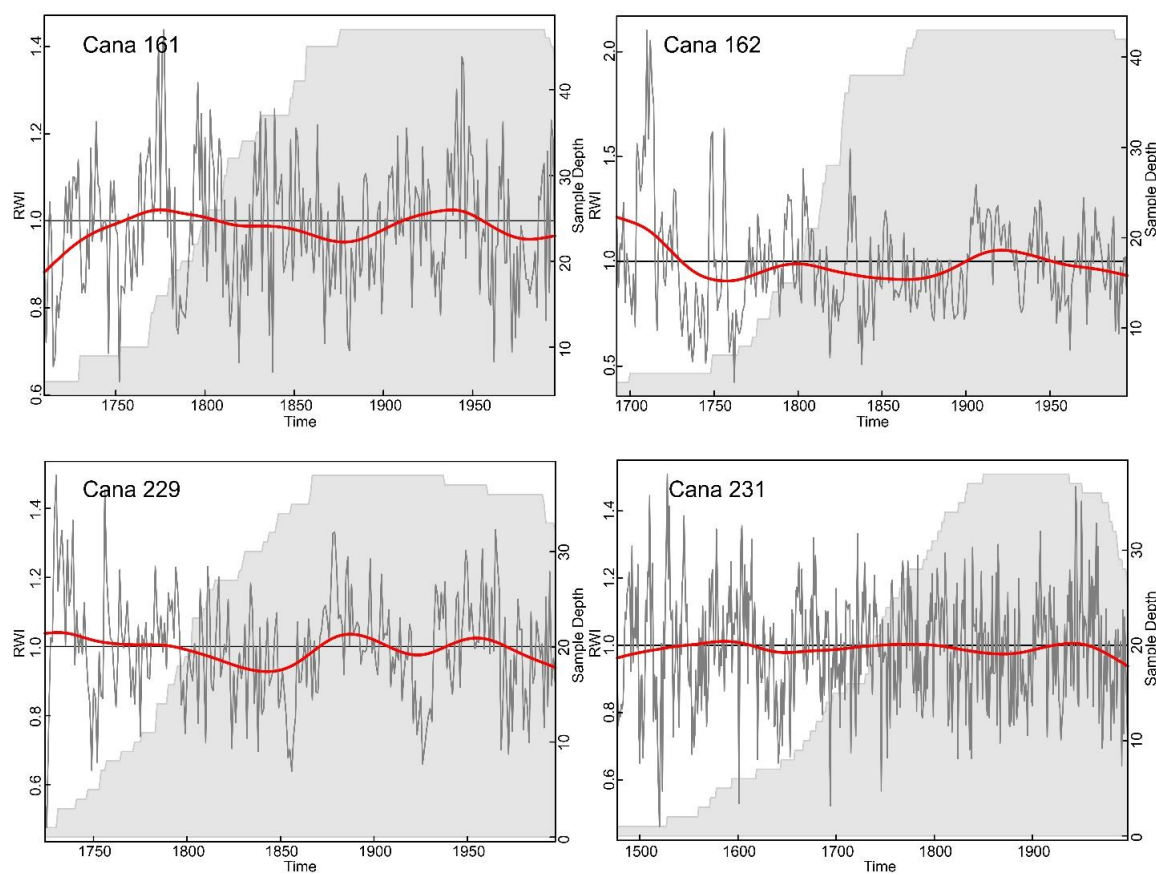 Cana 161
RWI
0.6 0.8 1.0 1.2 1.4
1750 1800 1850 1900 1950
Time
10 20 30 40
Sample Depth
Cana 162
RWI
0.5 1.0 1.5 2.0
1700 1750 1800 1850 1900 1950
Time
10 20 30 40
Sample Depth
Cana 229
RWI
0.6 0.8 1.0 1.2 1.4
1750 1800 1850 1900 1950
Time
0 10 20 30
Sample Depth
Cana 231
RWI
0.6 0.8 1.0 1.2 1.4
1500 1600 1700 1800 1900
Time
0 10 20 30
Sample Depth